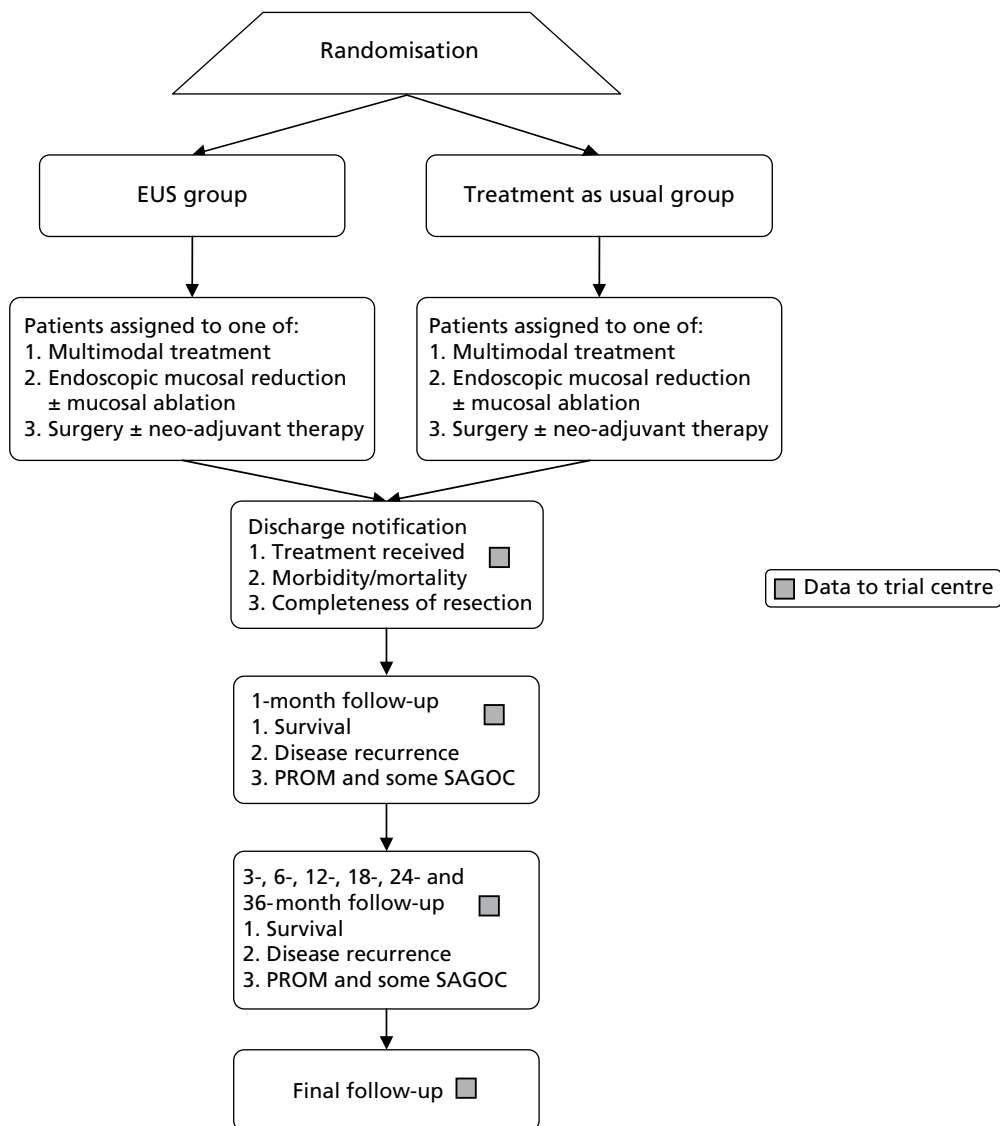 Randomisation
EUS group
Treatment as usual group
Patients assigned to one of:
1. Multimodal treatment
2. Endoscopic mucosal reduction
± mucosal ablation
3. Surgery ± neo-adjuvant therapy
Patients assigned to one of:
1. Multimodal treatment
2. Endoscopic mucosal reduction
± mucosal ablation
3. Surgery ± neo-adjuvant therapy
Discharge notification
1. Treatment received
2. Morbidity/mortality
3. Completeness of resection
Data to trial centre
1-month follow-up
1. Survival
2. Disease recurrence
3. PROM and some SAGOC
3-, 6-, 12-, 18-, 24- and
36-month follow-up
1. Survival
2. Disease recurrence
3. PROM and some SAGOC
Final follow-up